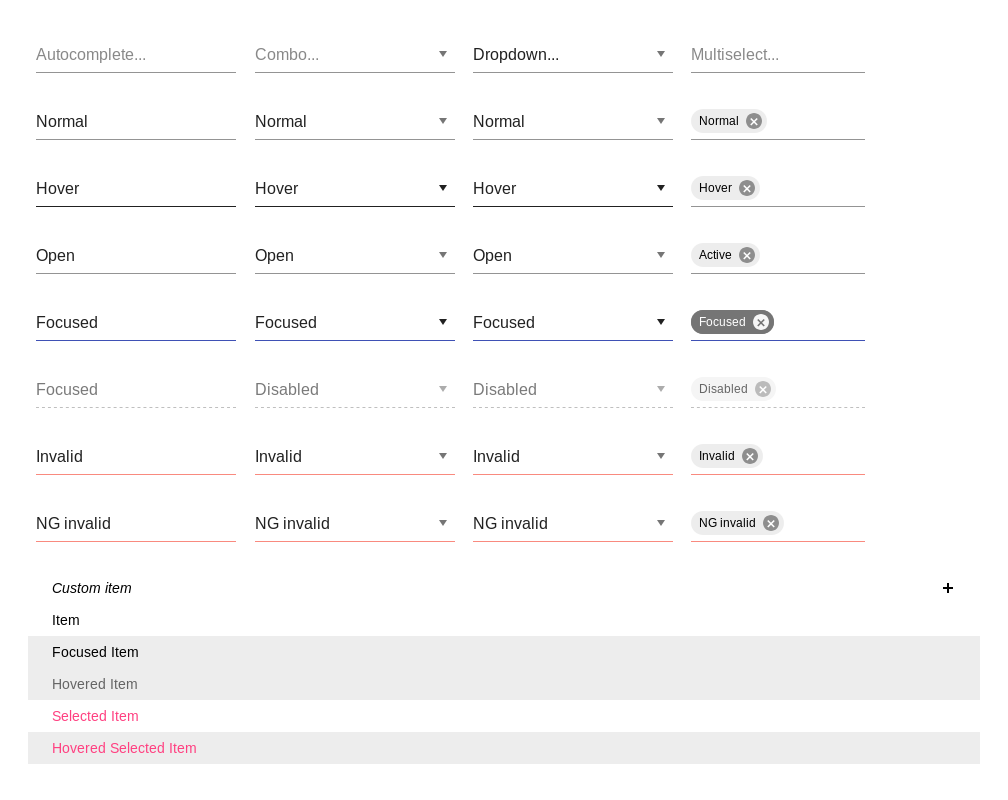 Autocomplete... Combo... Dropdown... Multiselect...
Normal Normal Normal Normal
Hover Hover Hover Hover
Open Open Open Active
Focused Focused Focused Focused
Focused Disabled Disabled Disabled
Invalid Invalid Invalid Invalid
NG invalid NG invalid NG invalid NG invalid
Custom item
Item
Focused Item
Hovered Item
Selected Item
Hovered Selected Item